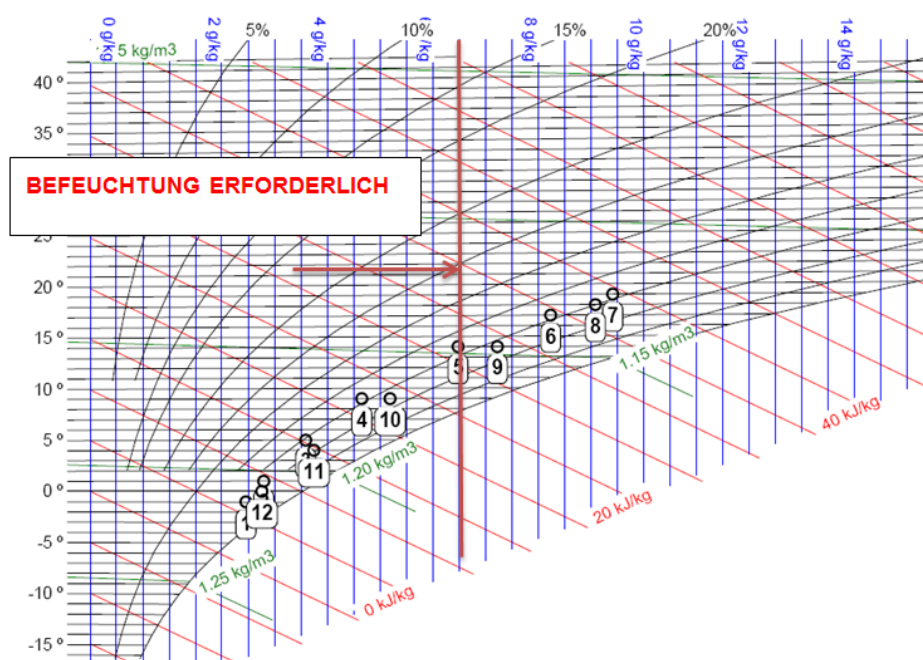 0 g/kg
2 g/kg
4 g/kg
g/kg
8 g/kg
10 g/kg
12 g/kg
14 g/kg
5%
10%
15%
20%
5 kg/m3
40 º
35 º
BEFEUCHTUNG ERFORDERLICH
20 º
15 º
10 º
5 º
0 º
-5 º
-10 º
-15 º
7
8
6
5
9
4
10
11
12
1.15 kg/m3
1.20 kg/m3
1.25 kg/m3
40 kJ/kg
20 kJ/kg
0 kJ/kg